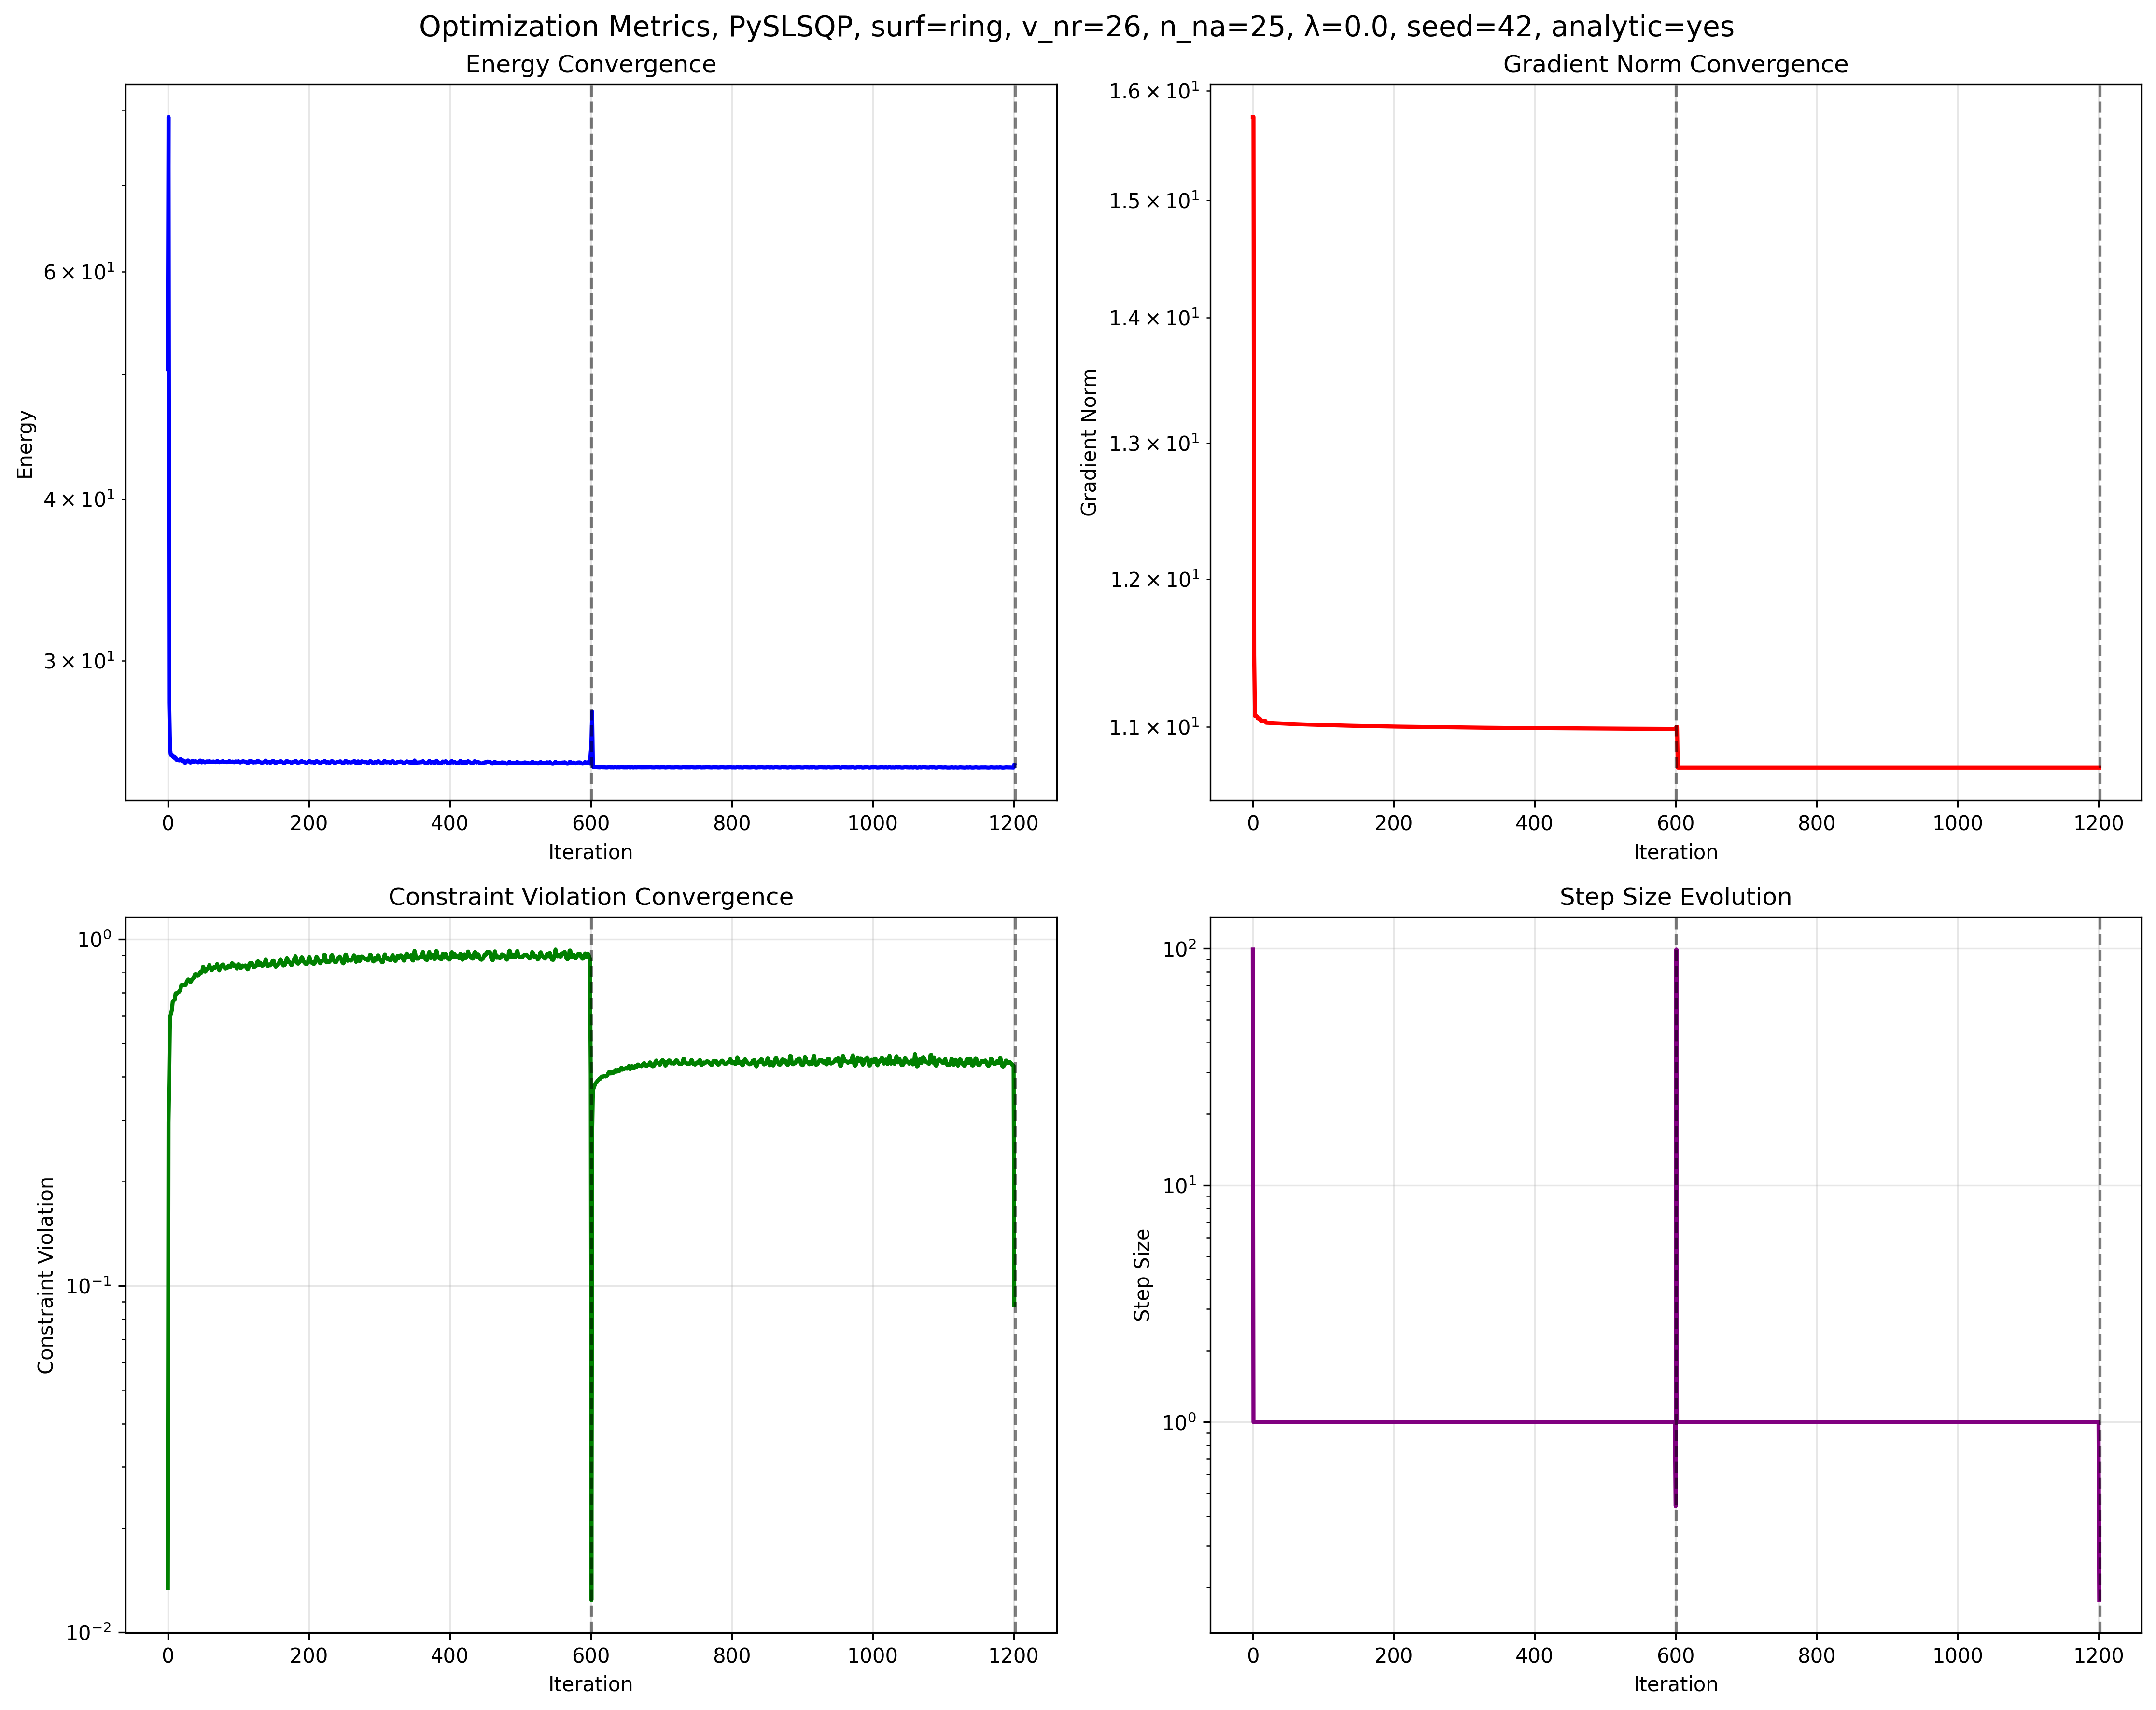 Optimization Metrics, PySLSQP, surf=ring, v_nr=26, n_na=25, λ=0.0, seed=42, analytic=yes
Energy Convergence
6 × 10¹
4 × 10¹
3 × 10¹
Energy
0 200 400 600 800 1000 1200
Iteration
Gradient Norm Convergence
1.6 × 10¹
1.5 × 10¹
1.4 × 10¹
1.3 × 10¹
1.2 × 10¹
1.1 × 10¹
Gradient Norm
0 200 400 600 800 1000 1200
Iteration
Constraint Violation Convergence
10⁰
10⁻¹
10⁻²
Constraint Violation
0 200 400 600 800 1000 1200
Iteration
Step Size Evolution
10²
10¹
10⁰
Step Size
0 200 400 600 800 1000 1200
Iteration